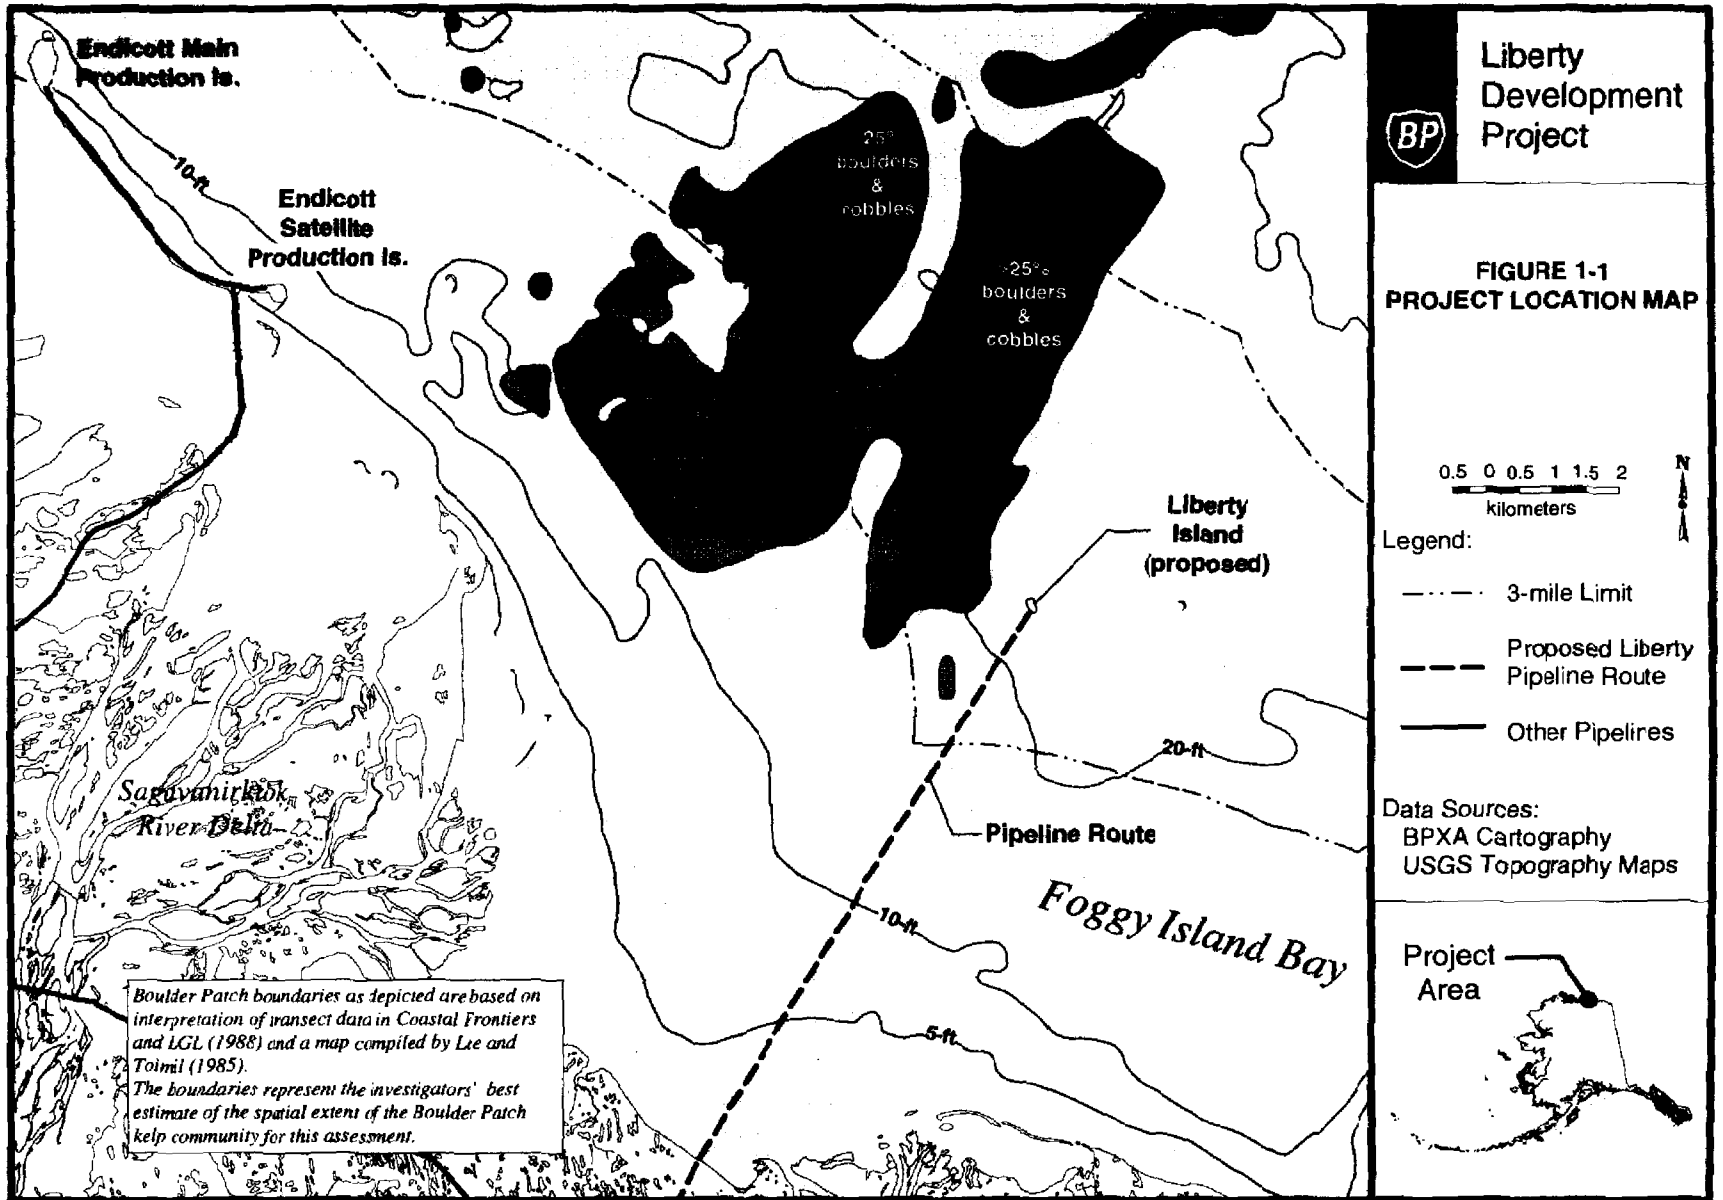 Endicott Main
Production Is.
10-ft
Endicott
Satellite
Production Is.
boulders
&
cobbles
>25%
boulders
&
cobbles
Liberty
Island
(proposed)
20-ft
Pipeline Route
Foggy Island Bay
10-ft
5-ft
Sagavanirktok
River Delta
Boulder Patch boundaries as depicted are based on
interpretation of transect data in Coastal Frontiers
and LGL (1988) and a map compiled by Lee and
Toimil (1985).
The boundaries represent the investigators' best
estimate of the spatial extent of the Boulder Patch
kelp community for this assessment.
BP
Liberty
Development
Project
FIGURE 1-1
PROJECT LOCATION MAP
0.5 0 0.5 1 1.5 2
kilometers
N
Legend:
3-mile Limit
Proposed Liberty
Pipeline Route
Other Pipelines
Data Sources:
BPXA Cartography
USGS Topography Maps
Project
Area